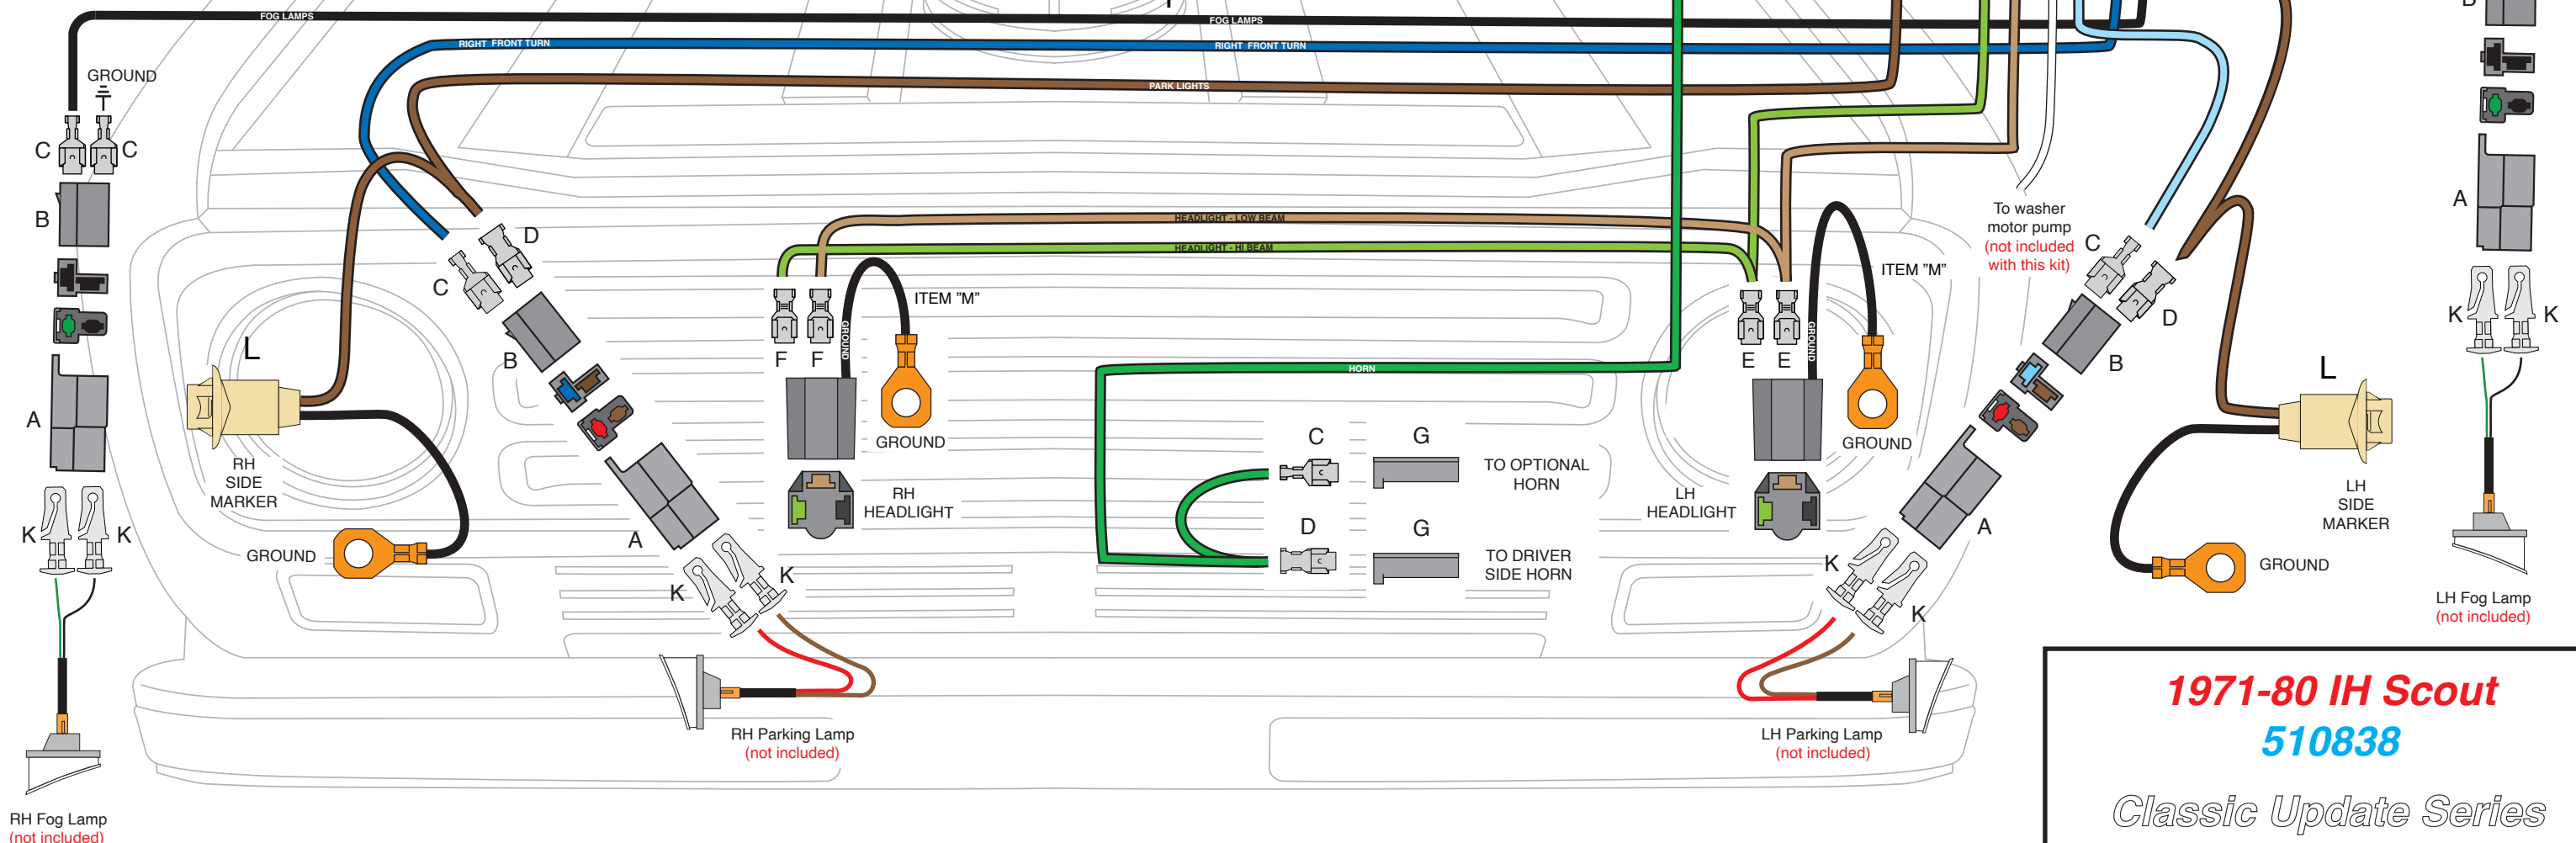 FOG LAMPS
FOG LAMPS
RIGHT FRONT TURN
RIGHT FRONT TURN
PARK LIGHTS
GROUND
C
C
B
A
K
K
RH Fog Lamp
(not included)
L
RH
SIDE
MARKER
GROUND
D
C
B
A
K
K
RH Parking Lamp
(not included)
HEADLIGHT - LOW BEAM
HEADLIGHT - HI BEAM
F
F
GROUND
ITEM "M"
GROUND
RH
HEADLIGHT
HORN
C
G
TO OPTIONAL
HORN
D
G
TO DRIVER
SIDE HORN
E
E
GROUND
ITEM "M"
GROUND
LH
HEADLIGHT
To washer
motor pump
(not included
with this kit)
C
D
B
A
K
K
LH Parking Lamp
(not included)
L
LH
SIDE
MARKER
GROUND
A
K
K
LH Fog Lamp
(not included)
1971-80 IH Scout
510838
Classic Update Series